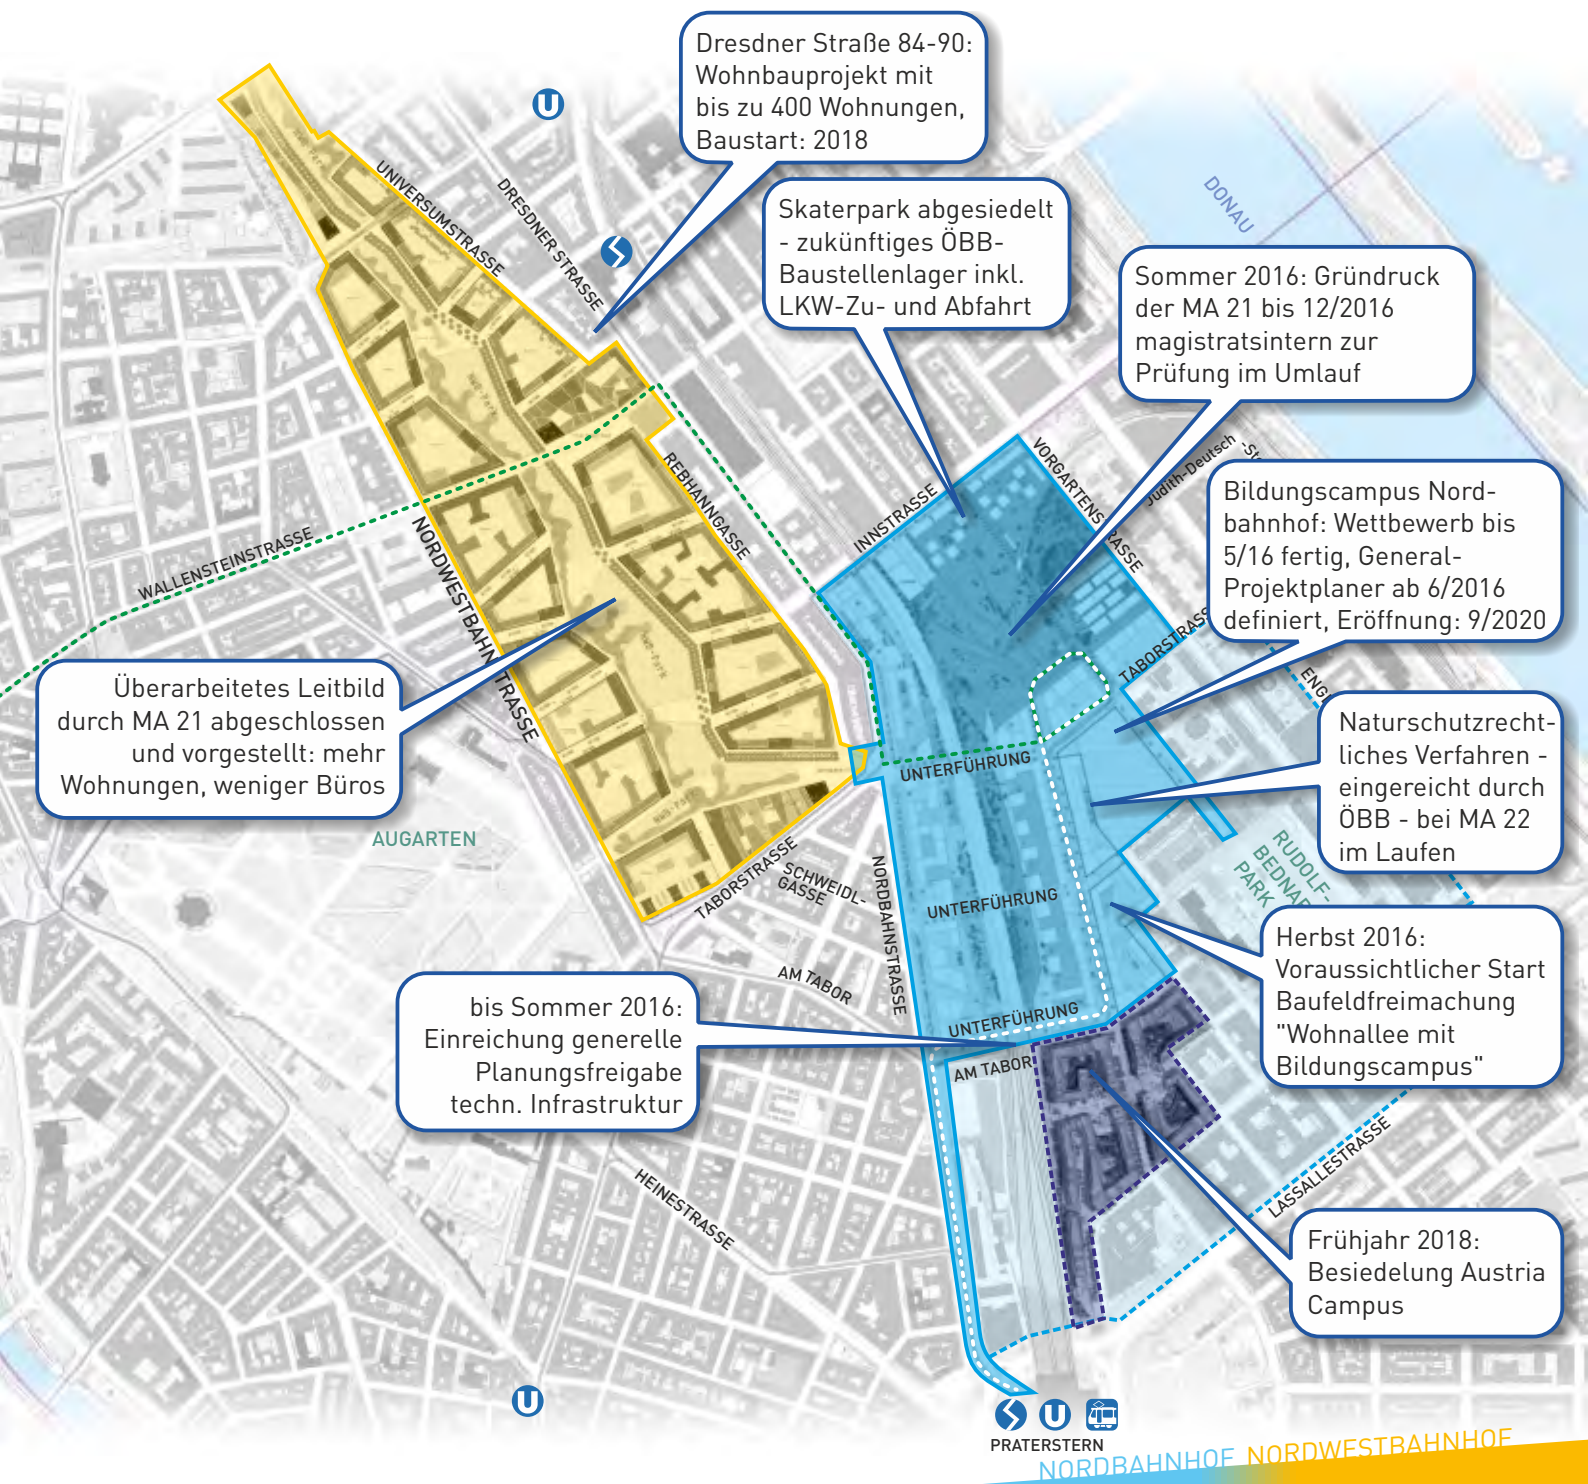 Dresdner Straße 84-90:
Wohnbauprojekt mit
bis zu 400 Wohnungen,
Baustart: 2018
Skaterpark abgesiedelt
- zukünftiges ÖBB-
Baustellenlager inkl.
LKW-Zu- und Abfahrt
Sommer 2016: Gründruck
der MA 21 bis 12/2016
magistratsintern zur
Prüfung im Umlauf
Bildungscampus Nord-
bahnhof: Wettbewerb bis
5/16 fertig, General-
Projektplaner ab 6/2016
definiert, Eröffnung: 9/2020
Naturschutzrecht-
liches Verfahren -
eingereicht durch
ÖBB - bei MA 22
im Laufen
Herbst 2016:
Voraussichtlicher Start
Baufeldfreimachung
"Wohnallee mit
Bildungscampus"
Frühjahr 2018:
Besiedelung Austria
Campus
Überarbeitetes Leitbild
durch MA 21 abgeschlossen
und vorgestellt: mehr
Wohnungen, weniger Büros
bis Sommer 2016:
Einreichung generelle
Planungsfreigabe
techn. Infrastruktur
U
UNIVERSUMSTRASSE
DRESDNER STRASSE
DONAU
Judith-Deutsch-
VORGARTENSTRASSE
INNSTRASSE
REBHANNGASSE
WALLENSTEINSTRASSE
NORDWESTBAHNSTRASSE
TABORSTRASSE
UNTERFÜHRUNG
AUGARTEN
TABORSTRASSE
SCHWEIDL-
GASSE
NORDBAHNSTRASSE
UNTERFÜHRUNG
RUDOLF-
PARK
AM TABOR
UNTERFÜHRUNG
AM TABOR
HEINESTRASSE
LASSALLESTRASSE
U
U
PRATERSTERN
NORDBAHNHOF NORDWESTBAHNHOF